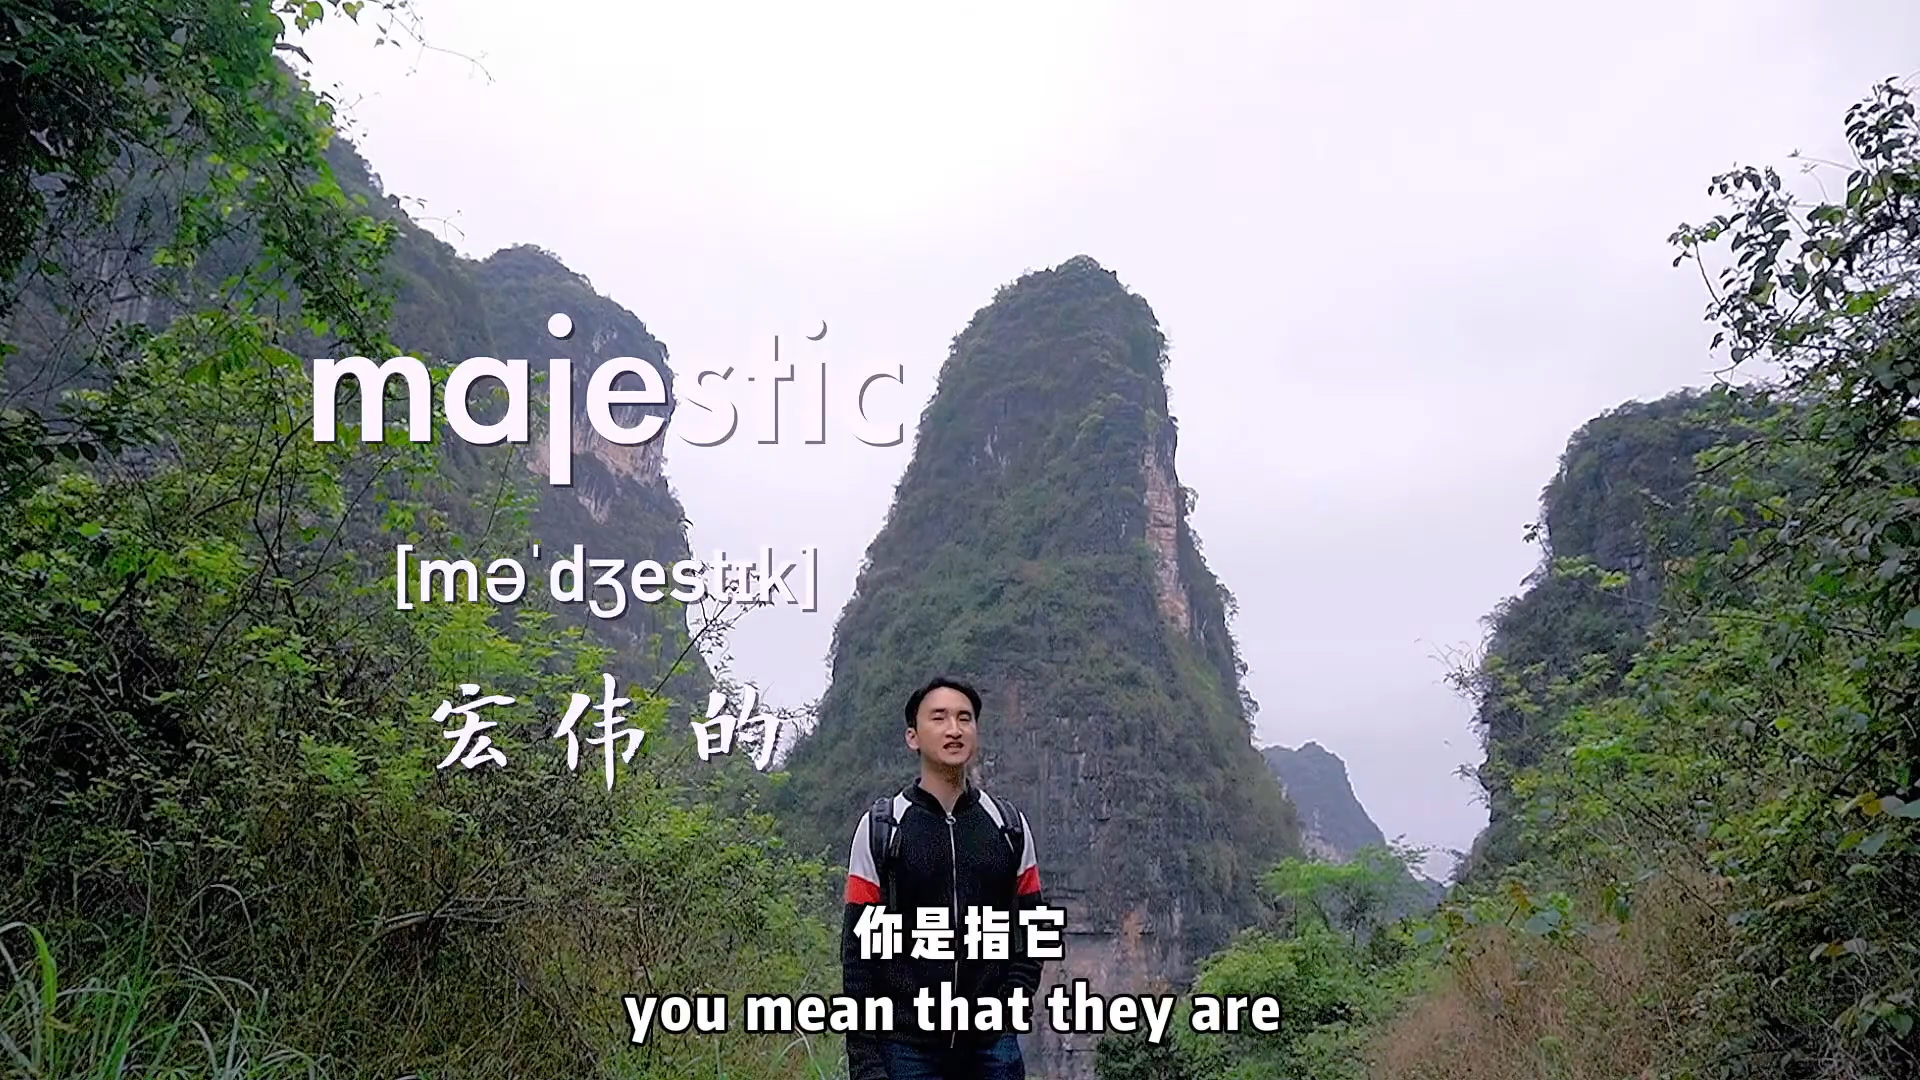 majestic
[məˈdʒestɪk]
宏伟的
你是指它
you mean that they are